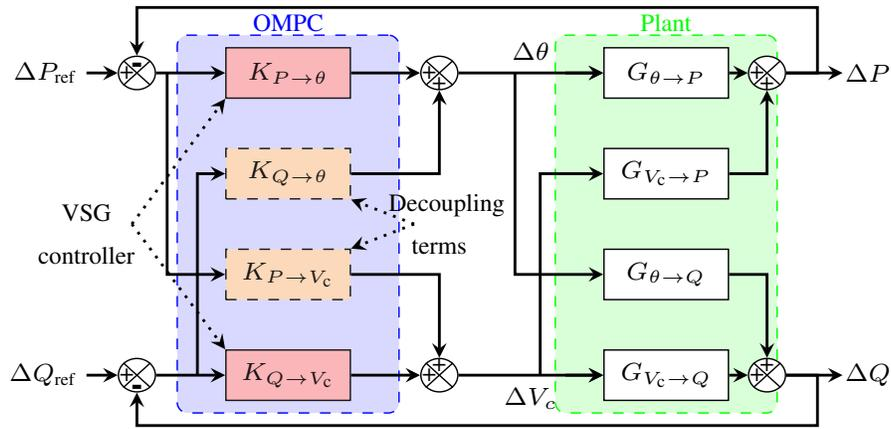 OMPC
Plant
ΔP_ref
+
-
K_{P→θ}
+
+
Δθ
G_{θ→P}
+
+
ΔP
K_{Q→θ}
G_{V_c→P}
VSG
controller
Decoupling
terms
K_{P→V_c}
G_{θ→Q}
ΔQ_ref
+
-
K_{Q→V_c}
+
+
ΔV_c
G_{V_c→Q}
+
+
ΔQ